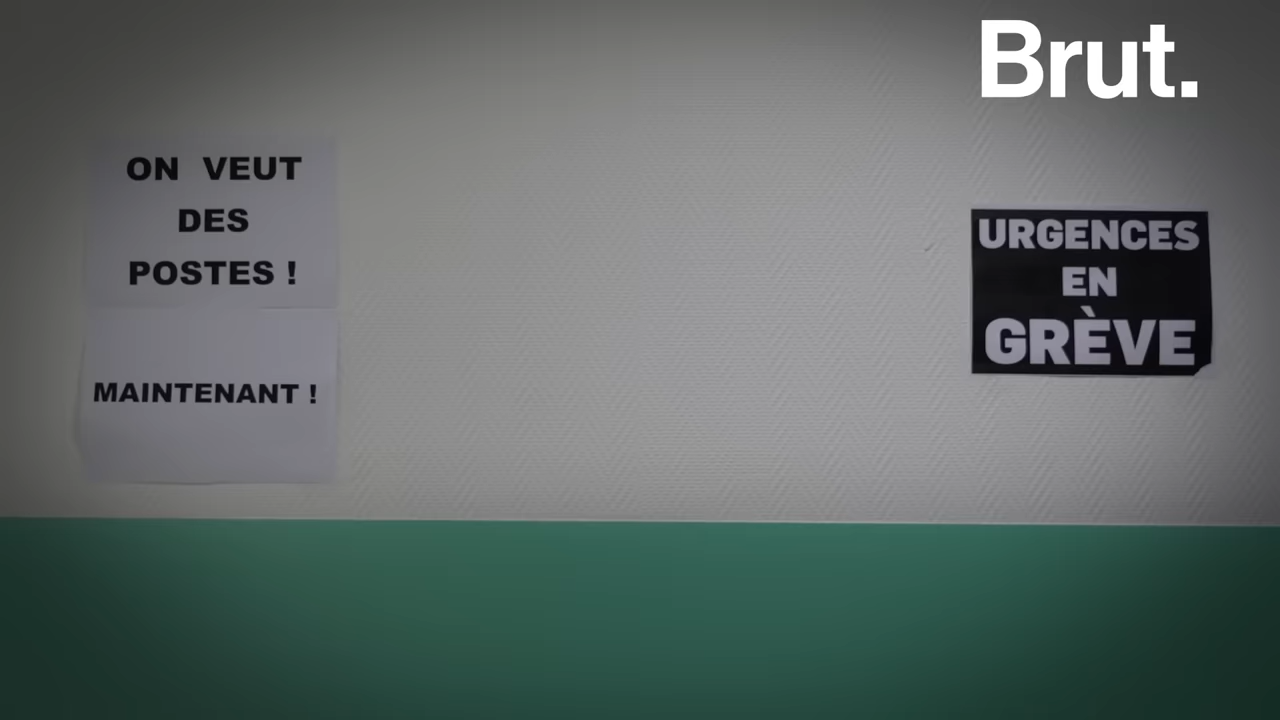 Brut.
ON VEUT
DES
POSTES !
MAINTENANT !
URGENCES
EN
GRÈVE